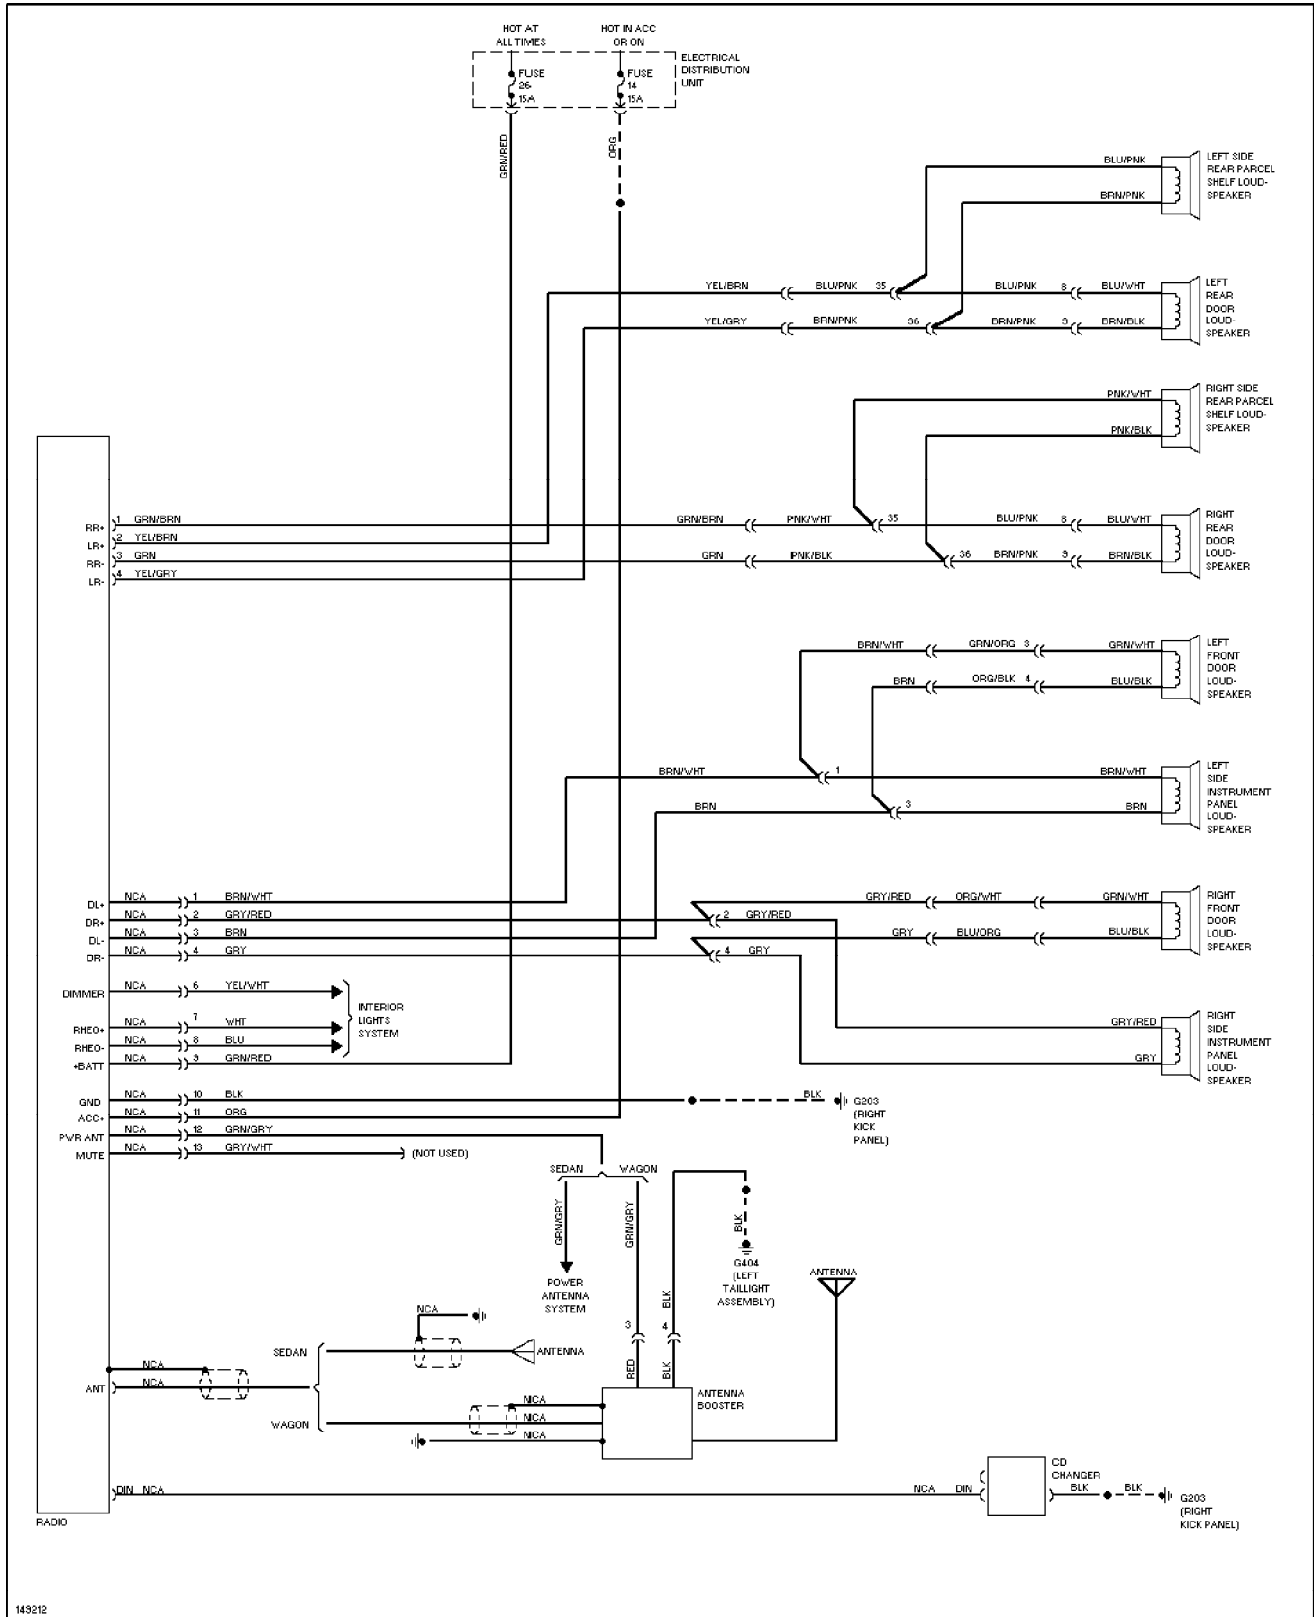 HOT AT
ALL TIMES
HOT IN ACC
OR ON
FUSE
26
15A
FUSE
14
15A
ELECTRICAL
DISTRIBUTION
UNIT
GRN/RED
ORG
BLU/PNK
BRN/PNK
LEFT SIDE
REAR PARCEL
SHELF LOUD-
SPEAKER
YEL/BRN BLU/PNK 35 BLU/PNK 8 BLU/WHT
YEL/GRY BRN/PNK 36 BRN/PNK 9 BRN/BLK
LEFT
REAR
DOOR
LOUD-
SPEAKER
PNK/WHT
PNK/BLK
RIGHT SIDE
REAR PARCEL
SHELF LOUD-
SPEAKER
RR+ 1 GRN/BRN GRN/BRN PNK/WHT 35 BLU/PNK 8 BLU/WHT
LR+ 2 YEL/BRN
RR- 3 GRN GRN PNK/BLK 36 BRN/PNK 9 BRN/BLK
LR- 4 YEL/GRY
RIGHT
REAR
DOOR
LOUD-
SPEAKER
BRN/WHT GRN/ORG 3 GRN/WHT
BRN ORG/BLK 4 BLU/BLK
LEFT
FRONT
DOOR
LOUD-
SPEAKER
BRN/WHT 1 BRN/WHT
BRN 3 BRN
LEFT
SIDE
INSTRUMENT
PANEL
LOUD-
SPEAKER
DL+ NCA 1 BRN/WHT
DR+ NCA 2 GRY/RED
DL- NCA 3 BRN
DR- NCA 4 GRY
GRY/RED ORG/WHT GRN/WHT
2 GRY/RED
GRY BLU/ORG BLU/BLK
4 GRY
RIGHT
FRONT
DOOR
LOUD-
SPEAKER
DIMMER NCA 6 YEL/WHT
RHEO+ NCA 7 WHT
RHEO- NCA 8 BLU
+BATT NCA 9 GRN/RED
INTERIOR
LIGHTS
SYSTEM
GRY/RED
GRY
RIGHT
SIDE
INSTRUMENT
PANEL
LOUD-
SPEAKER
GND NCA 10 BLK BLK
ACC+ NCA 11 ORG
PWR ANT NCA 12 GRN/GRY
MUTE NCA 13 GRY/WHT (NOT USED)
G203
(RIGHT
KICK
PANEL)
SEDAN WAGON
GRN/GRY
GRN/GRY
BLK
G404
(LEFT
TAILLIGHT
ASSEMBLY)
POWER
ANTENNA
SYSTEM
ANTENNA
BLK
3 4
RED
BLK
NCA
SEDAN
ANTENNA
NCA
ANT NCA
WAGON
NCA
NCA
NCA
ANTENNA
BOOSTER
DIN NCA
NCA DIN
CD
CHANGER
BLK BLK
G203
(RIGHT
KICK PANEL)
RADIO
149212